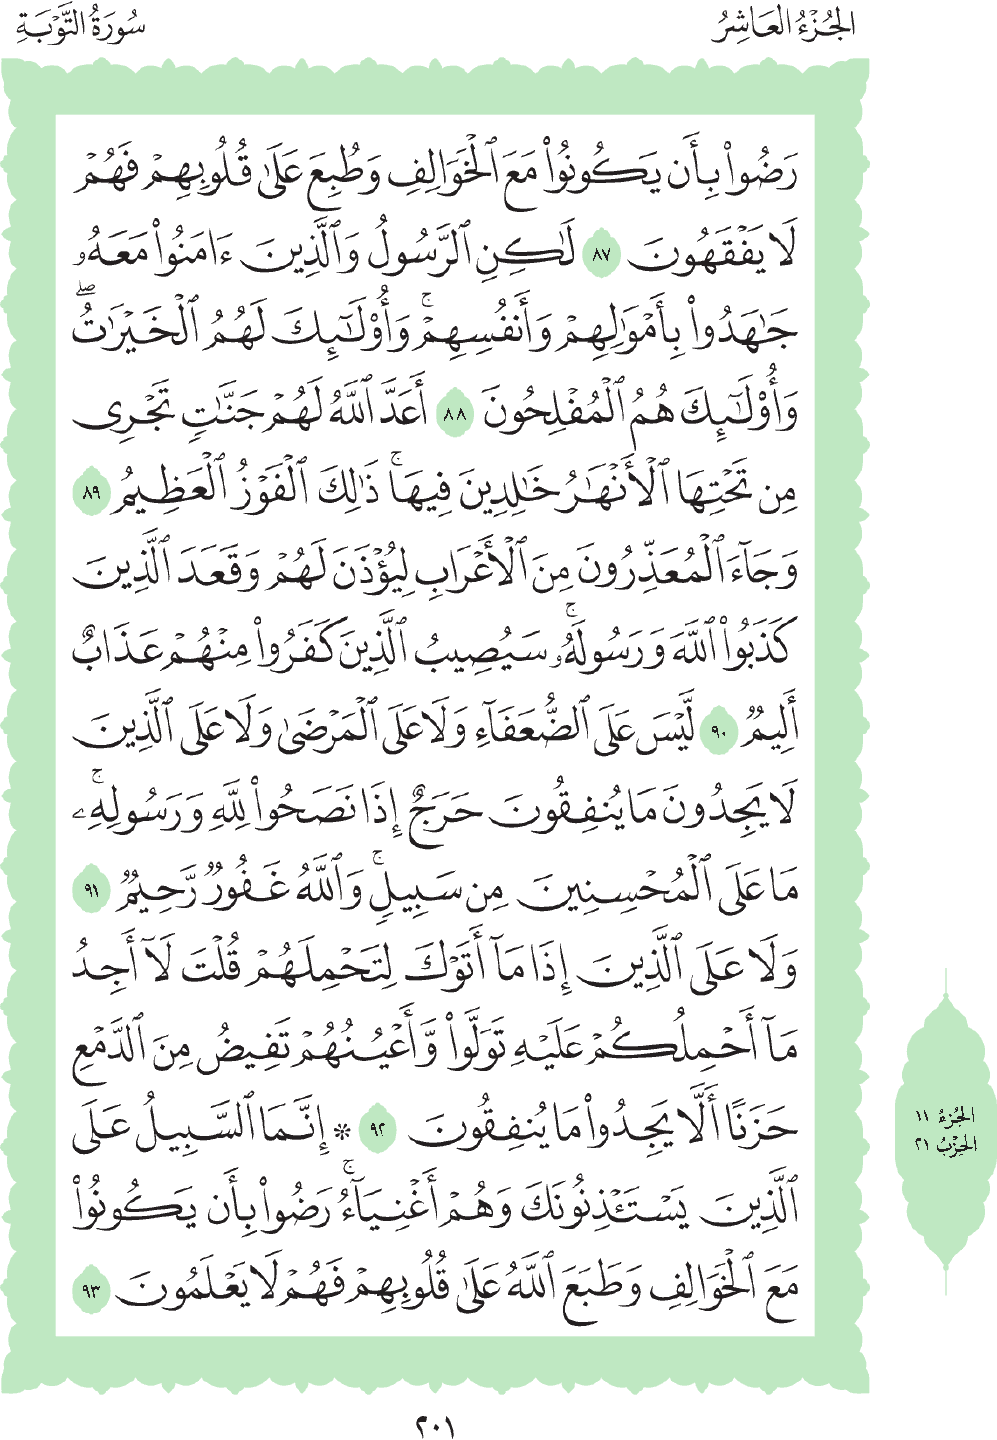 الجُزْءُ العَاشِرُ
سُورَةُ التَّوْبَةِ
رَضُوا۟ بِأَن يَكُونُوا۟ مَعَ ٱلْخَوَالِفِ وَطُبِعَ عَلَىٰ قُلُوبِهِمْ فَهُمْ
لَا يَفْقَهُونَ ٨٧ لَٰكِنِ ٱلرَّسُولُ وَٱلَّذِينَ ءَامَنُوا۟ مَعَهُۥ
جَٰهَدُوا۟ بِأَمْوَٰلِهِمْ وَأَنفُسِهِمْ ۚ وَأُو۟لَٰٓئِكَ لَهُمُ ٱلْخَيْرَٰتُ ۖ
وَأُو۟لَٰٓئِكَ هُمُ ٱلْمُفْلِحُونَ ٨٨ أَعَدَّ ٱللَّهُ لَهُمْ جَنَّٰتٍ تَجْرِى
مِن تَحْتِهَا ٱلْأَنْهَٰرُ خَٰلِدِينَ فِيهَا ۚ ذَٰلِكَ ٱلْفَوْزُ ٱلْعَظِيمُ ٨٩
وَجَآءَ ٱلْمُعَذِّرُونَ مِنَ ٱلْأَعْرَابِ لِيُؤْذَنَ لَهُمْ وَقَعَدَ ٱلَّذِينَ
كَذَبُوا۟ ٱللَّهَ وَرَسُولَهُۥ ۚ سَيُصِيبُ ٱلَّذِينَ كَفَرُوا۟ مِنْهُمْ عَذَابٌ
أَلِيمٌ ٩٠ لَّيْسَ عَلَى ٱلضُّعَفَآءِ وَلَا عَلَى ٱلْمَرْضَىٰ وَلَا عَلَى ٱلَّذِينَ
لَا يَجِدُونَ مَا يُنفِقُونَ حَرَجٌ إِذَا نَصَحُوا۟ لِلَّهِ وَرَسُولِهِۦ ۚ
مَا عَلَى ٱلْمُحْسِنِينَ مِن سَبِيلٍ ۚ وَٱللَّهُ غَفُورٌ رَّحِيمٌ ٩١
وَلَا عَلَى ٱلَّذِينَ إِذَا مَآ أَتَوْكَ لِتَحْمِلَهُمْ قُلْتَ لَآ أَجِدُ
مَآ أَحْمِلُكُمْ عَلَيْهِ تَوَلَّوا۟ وَّأَعْيُنُهُمْ تَفِيضُ مِنَ ٱلدَّمْعِ
حَزَنًا أَلَّا يَجِدُوا۟ مَا يُنفِقُونَ ٩٢ * إِنَّمَا ٱلسَّبِيلُ عَلَى
ٱلَّذِينَ يَسْتَـْٔذِنُونَكَ وَهُمْ أَغْنِيَآءُ ۚ رَضُوا۟ بِأَن يَكُونُوا۟
مَعَ ٱلْخَوَالِفِ وَطَبَعَ ٱللَّهُ عَلَىٰ قُلُوبِهِمْ فَهُمْ لَا يَعْلَمُونَ ٩٣
الجُزءُ ١١
الحِزْبُ ٢١
٢٠١